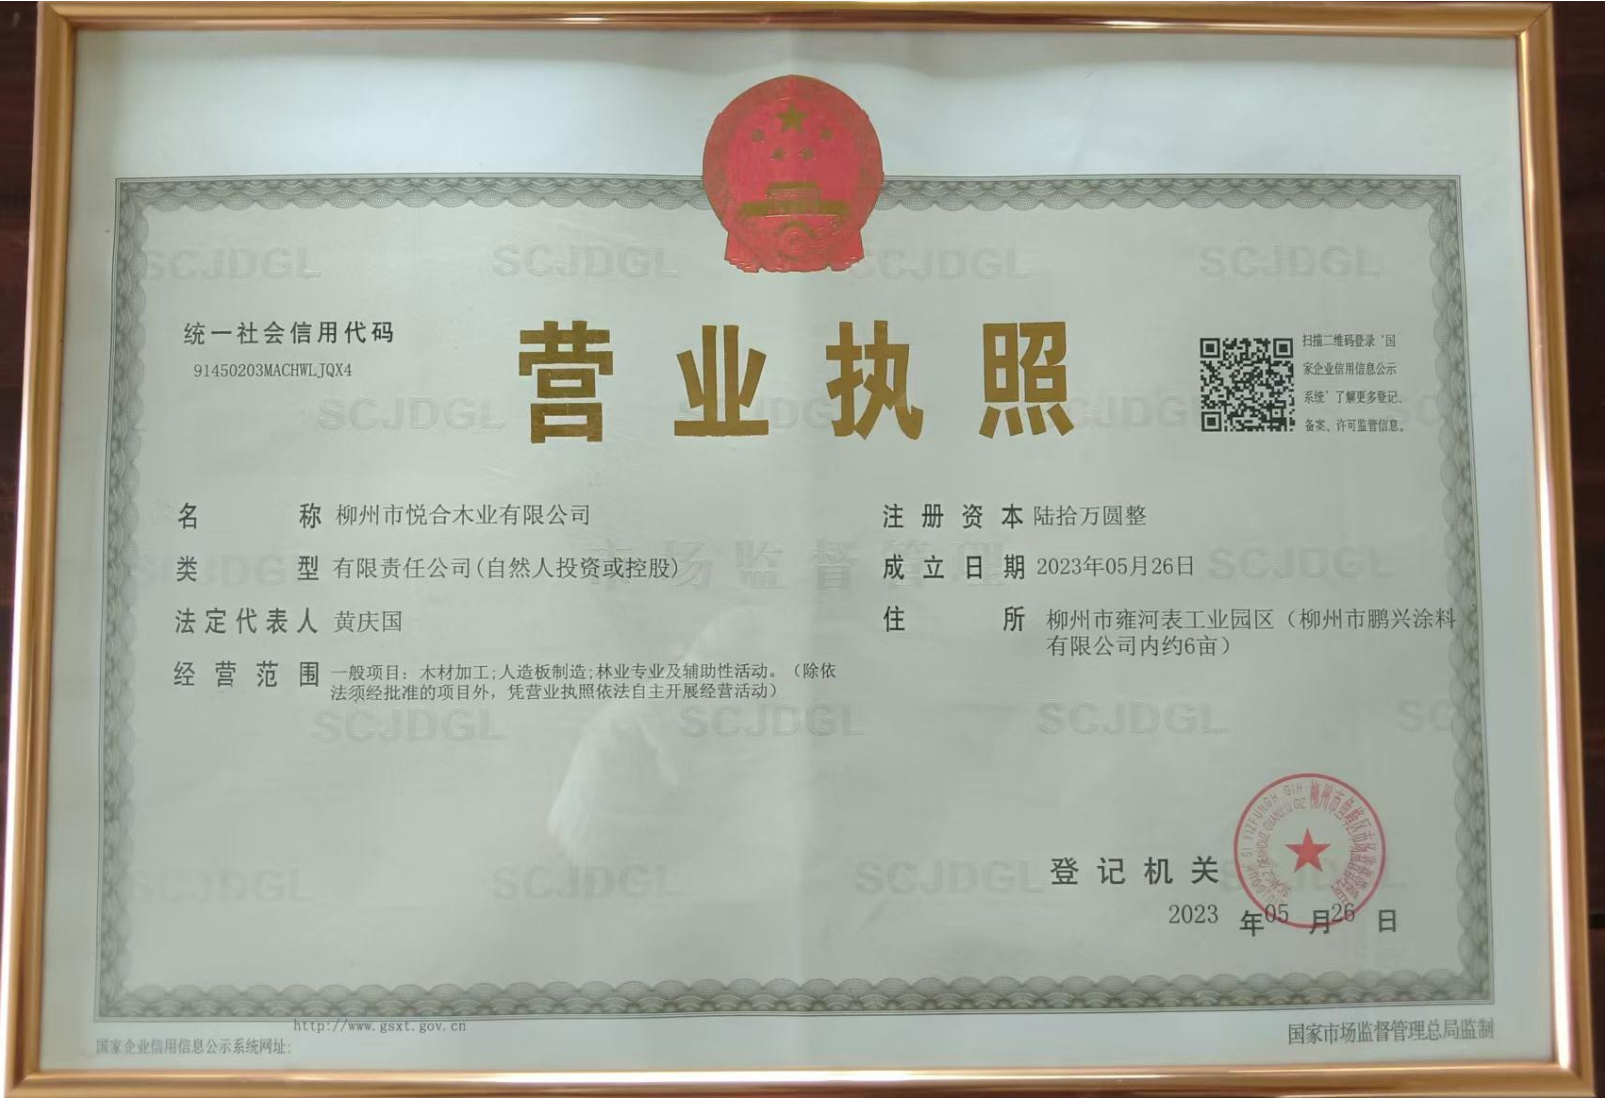 统一社会信用代码
91450203MACHWLJQX4
营业执照
扫描二维码登录‘国
家企业信用信息公示
系统’了解更多登记、
备案、许可监管信息。
名称 柳州市悦合木业有限公司
类型 有限责任公司(自然人投资或控股)
法定代表人 黄庆国
经营范围 一般项目：木材加工;人造板制造;林业专业及辅助性活动。（除依
法须经批准的项目外，凭营业执照依法自主开展经营活动）
注册资本 陆拾万圆整
成立日期 2023年05月26日
住所 柳州市雍河表工业园区（柳州市鹏兴涂料
有限公司内约6亩）
登记机关
2023 年05 月26 日
http://www.gsxt.gov.cn
国家企业信用信息公示系统网址：
国家市场监督管理总局监制
SCJDGL
市场监督管理